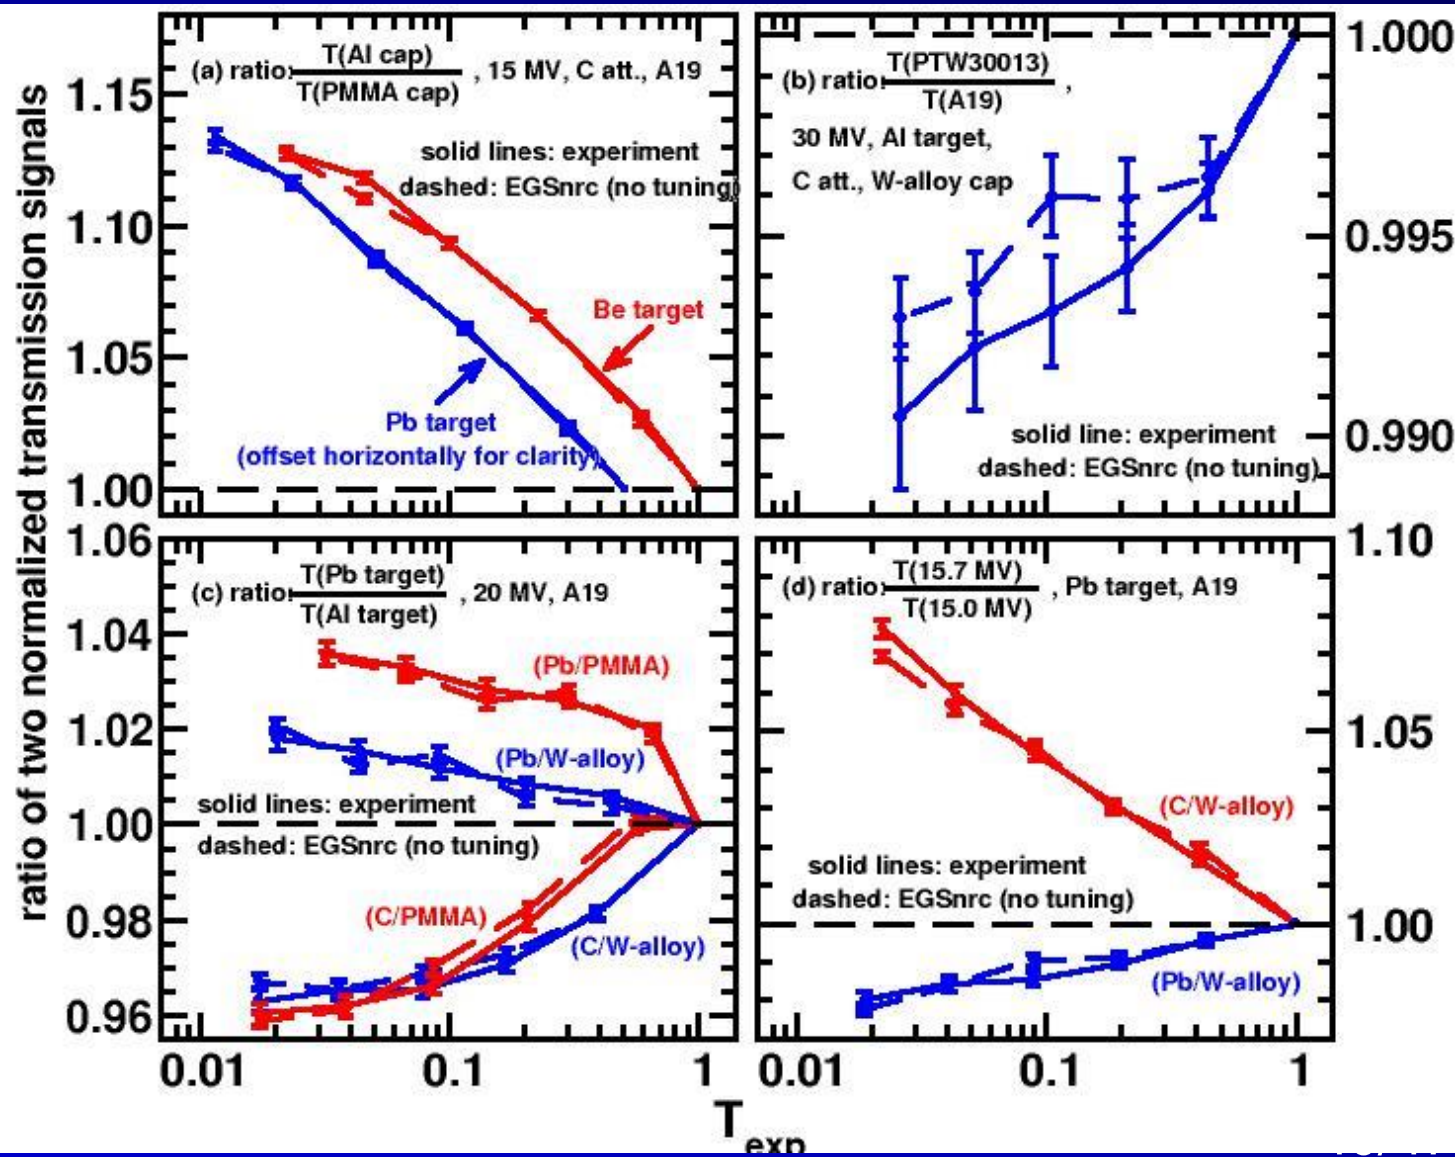 ratio of two normalized transmission signals
(a) ratio: T(Al cap)
T(PMMA cap)
, 15 MV, C att., A19
solid lines: experiment
dashed: EGSnrc (no tuning)
Be target
Pb target
(offset horizontally for clarity)
1.15
1.10
1.05
1.00
(b) ratio: T(PTW30013)
T(A19)
,
30 MV, Al target,
C att., W-alloy cap
solid line: experiment
dashed: EGSnrc (no tuning)
1.000
0.995
0.990
(c) ratio: T(Pb target)
T(Al target)
, 20 MV, A19
(Pb/PMMA)
(Pb/W-alloy)
solid lines: experiment
dashed: EGSnrc (no tuning)
(C/PMMA)
(C/W-alloy)
1.06
1.04
1.02
1.00
0.98
0.96
0.01 0.1 1
(d) ratio: T(15.7 MV)
T(15.0 MV)
, Pb target, A19
(C/W-alloy)
solid lines: experiment
dashed: EGSnrc (no tuning)
(Pb/W-alloy)
1.10
1.05
1.00
0.01 0.1 1
T exp